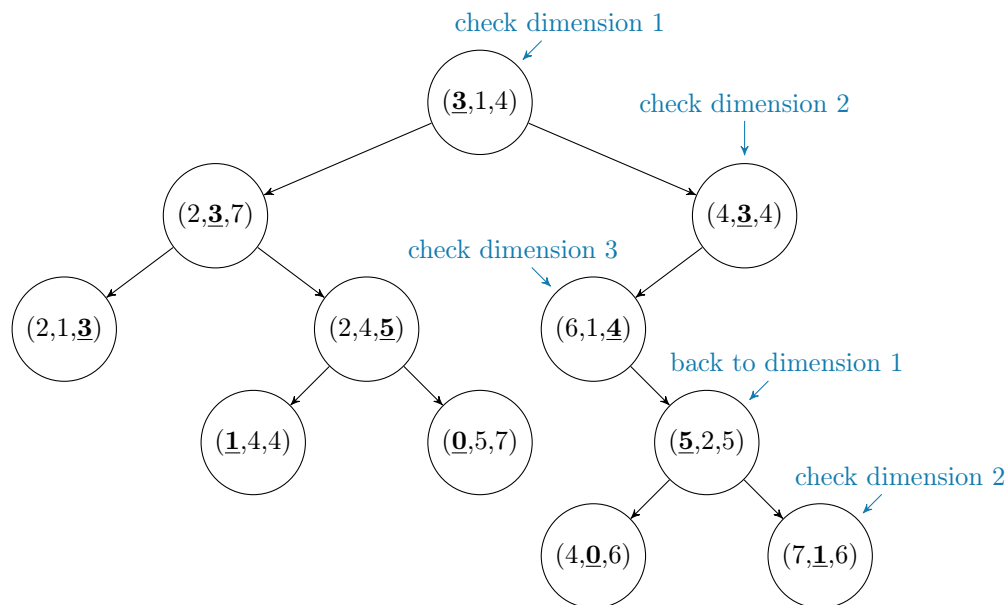 check dimension 1
(3,1,4)
check dimension 2
(2,3,7)
(4,3,4)
check dimension 3
(2,1,3)
(2,4,5)
(6,1,4)
back to dimension 1
(1,4,4)
(0,5,7)
(5,2,5)
check dimension 2
(4,0,6)
(7,1,6)